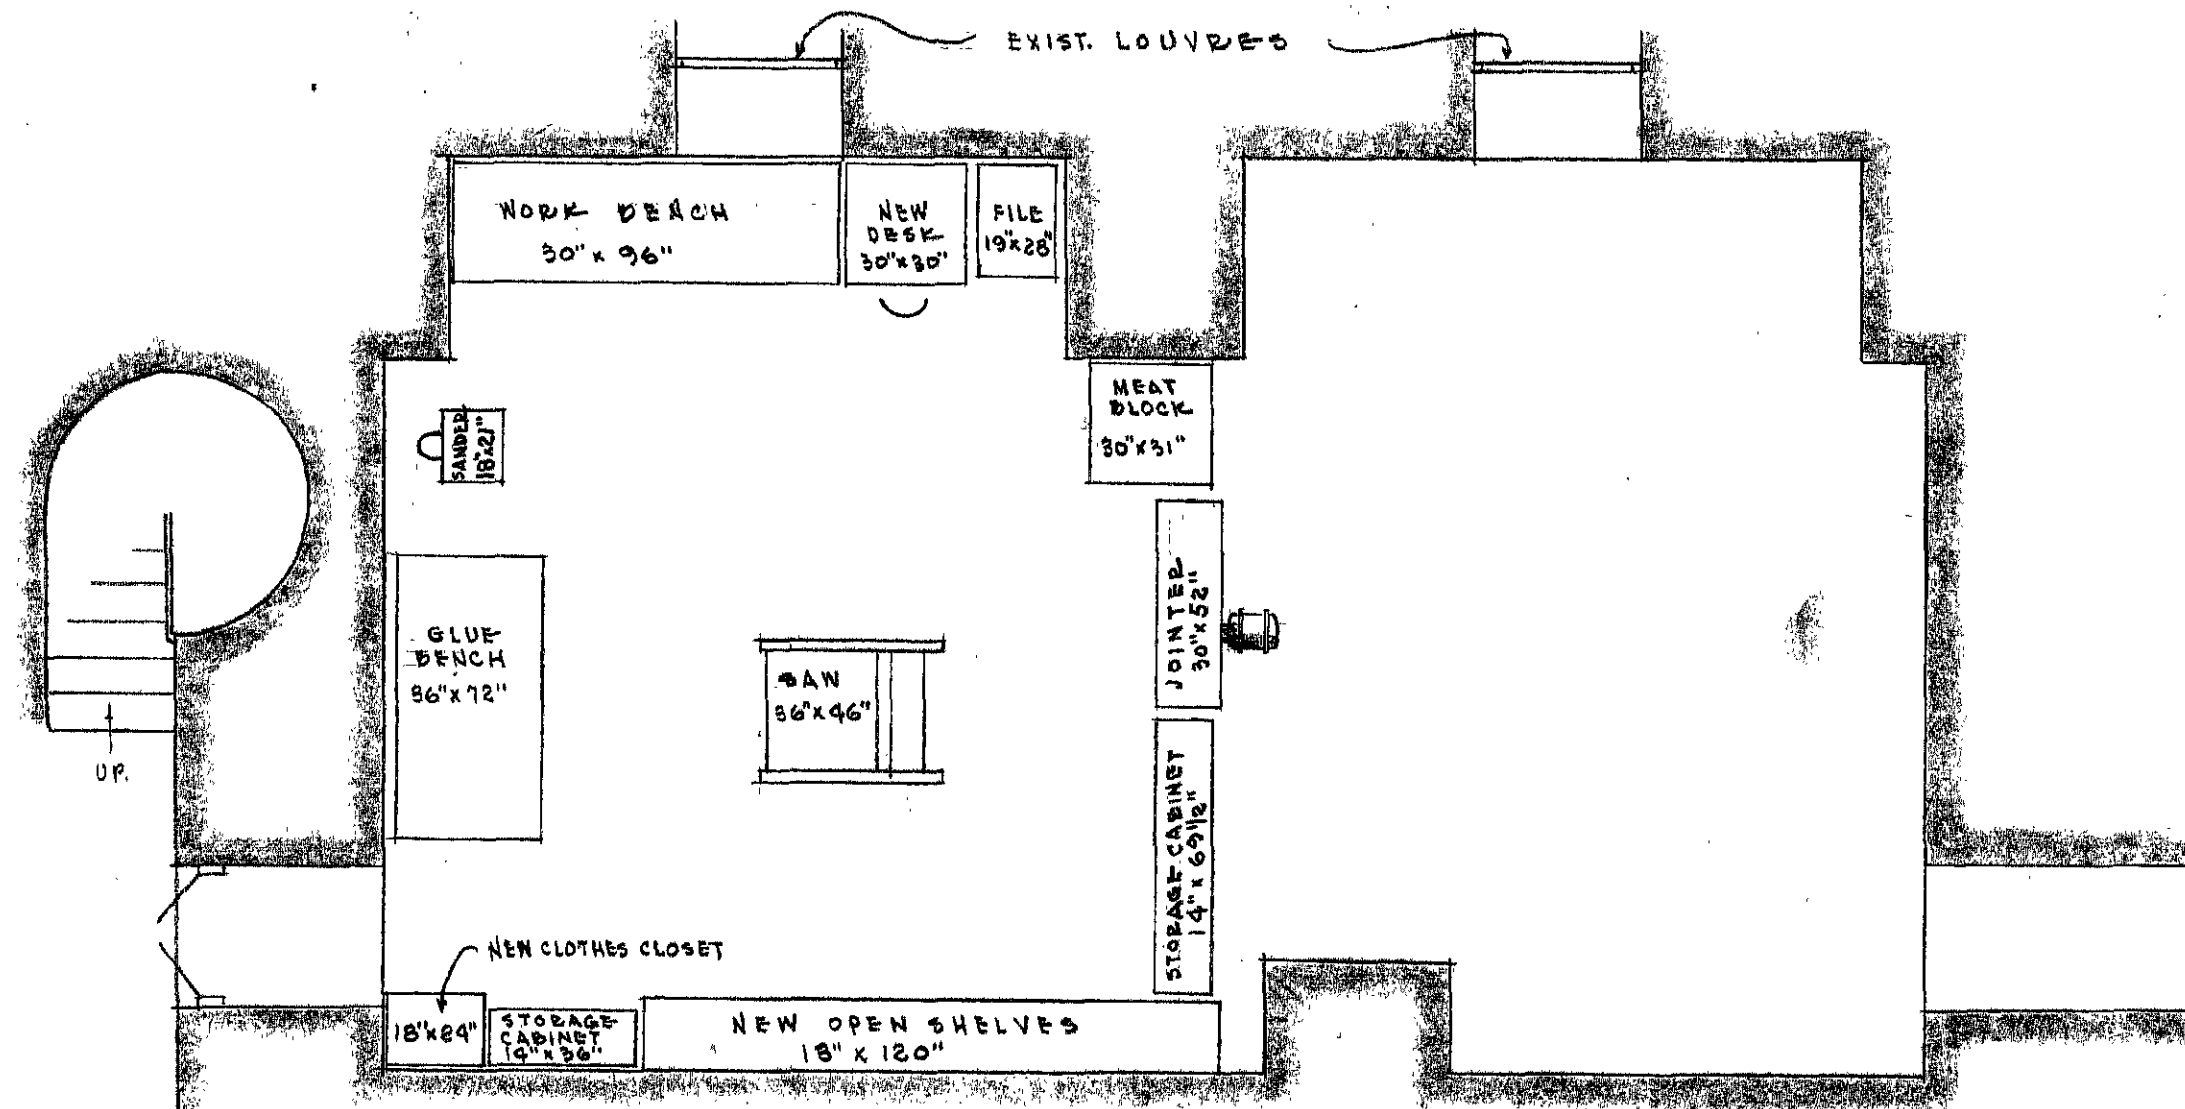 EXIST. LOUVRES
WORK BENCH
30" x 96"
NEW
DESK
30"x30"
FILE
19"x28"
MEAT
BLOCK
30"x31"
SANDER
18"x21"
GLUE
BENCH
36"x72"
SAW
36"x46"
JOINTER
30"x52"
STORAGE CABINET
14" x 69 1/2"
UP.
NEW CLOTHES CLOSET
18"x24"
STORAGE
CABINET
14"x36"
NEW OPEN SHELVES
18" x 120"